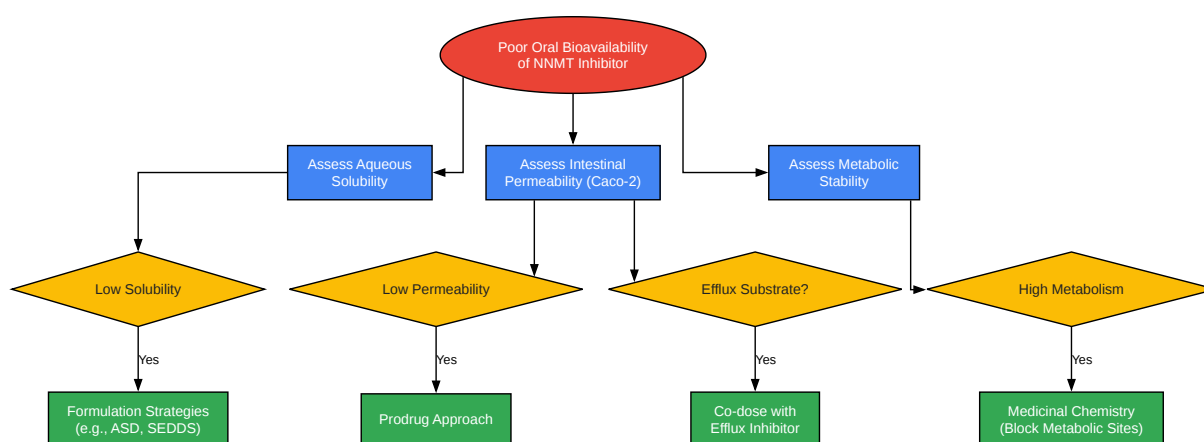 Poor Oral Bioavailability
of NNMT Inhibitor
Assess Aqueous
Solubility
Assess Intestinal
Permeability (Caco-2)
Assess Metabolic
Stability
Low Solubility
Low Permeability
Efflux Substrate?
High Metabolism
Yes
Yes
Yes
Yes
Formulation Strategies
(e.g., ASD, SEDDS)
Prodrug Approach
Co-dose with
Efflux Inhibitor
Medicinal Chemistry
(Block Metabolic Sites)